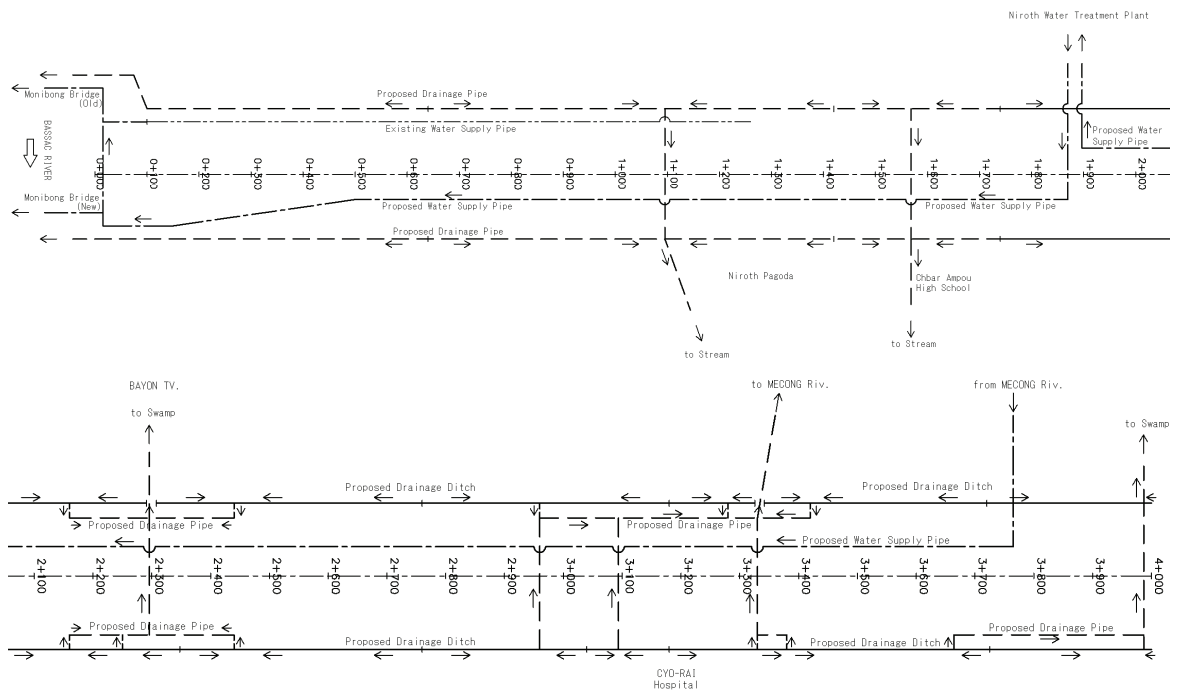 Niroth Water Treatment Plant
Monibong Bridge
(Old)
Proposed Drainage Pipe
Existing Water Supply Pipe
Proposed Water
Supply Pipe
BASSAC RIVER
0+000
0+100
0+200
0+300
0+400
0+500
0+600
0+700
0+800
0+900
1+000
1+100
1+200
1+300
1+400
1+500
1+600
1+700
1+800
1+900
2+000
Monibong Bridge
(New)
Proposed Water Supply Pipe
Proposed Water Supply Pipe
Proposed Drainage Pipe
Niroth Pagoda
Chbar Ampou
High School
to Stream
to Stream
BAYON TV.
to Swamp
to MECONG Riv.
from MECONG Riv.
to Swamp
Proposed Drainage Ditch
Proposed Drainage Ditch
Proposed Drainage Pipe
Proposed Drainage Pipe
Proposed Water Supply Pipe
2+100
2+200
2+300
2+400
2+500
2+600
2+700
2+800
2+900
3+000
3+100
3+200
3+300
3+400
3+500
3+600
3+700
3+800
3+900
4+000
Proposed Drainage Pipe
Proposed Drainage Ditch
Proposed Drainage Ditch
Proposed Drainage Pipe
CYO-RAI
Hospital